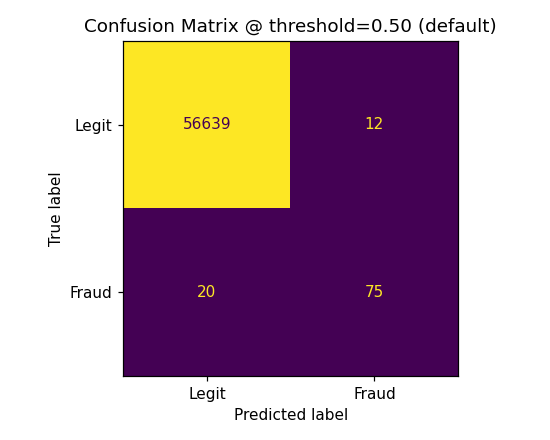 Confusion Matrix @ threshold=0.50 (default)
Legit
56639
12
True label
Fraud
20
75
Legit
Fraud
Predicted label